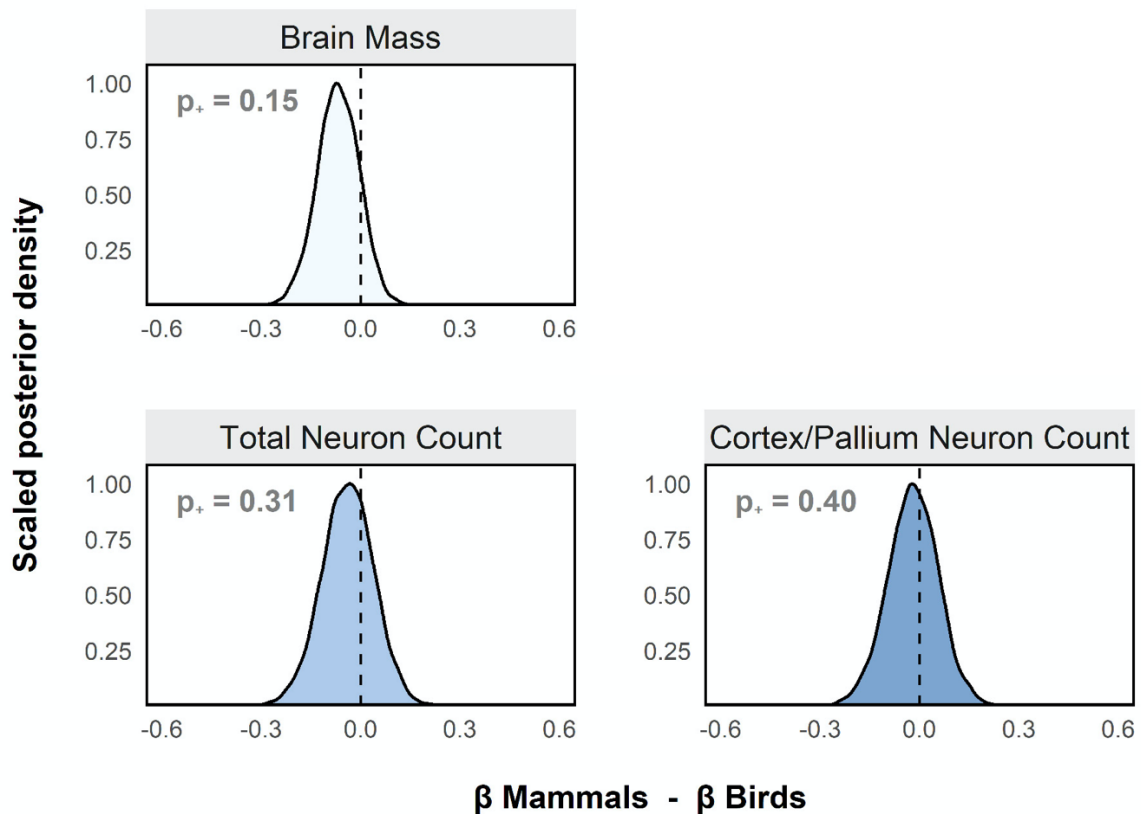 Brain Mass
p₊ = 0.15
1.00
0.75
0.50
0.25
-0.6 -0.3 0.0 0.3 0.6
Scaled posterior density
Total Neuron Count
p₊ = 0.31
1.00
0.75
0.50
0.25
-0.6 -0.3 0.0 0.3 0.6
Cortex/Pallium Neuron Count
p₊ = 0.40
1.00
0.75
0.50
0.25
-0.6 -0.3 0.0 0.3 0.6
β Mammals - β Birds